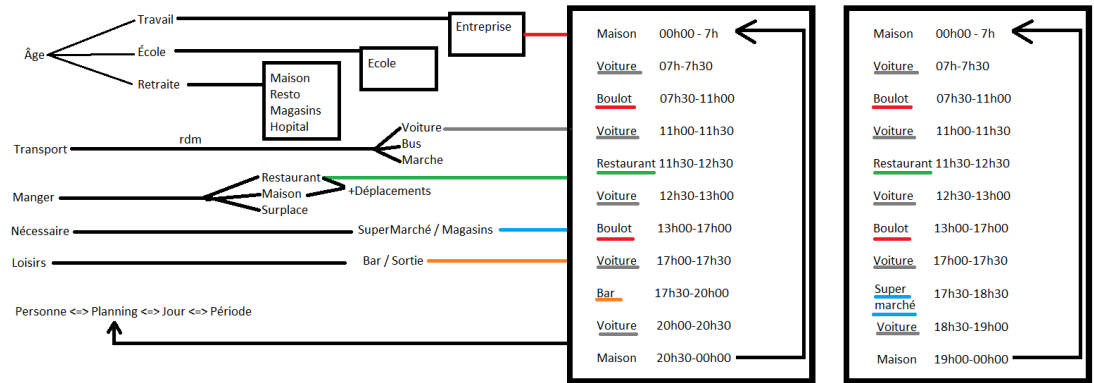 Âge
Travail
École
Retraite
Entreprise
Ecole
Maison
Resto
Magasins
Hopital
Transport
rdm
Voiture
Bus
Marche
Manger
Restaurant
Maison
Surplace
+Déplacements
Nécessaire
SuperMarché / Magasins
Loisirs
Bar / Sortie
Personne <=> Planning <=> Jour <=> Période
Maison 00h00 - 7h
Voiture 07h-7h30
Boulot 07h30-11h00
Voiture 11h00-11h30
Restaurant 11h30-12h30
Voiture 12h30-13h00
Boulot 13h00-17h00
Voiture 17h00-17h30
Bar 17h30-20h00
Voiture 20h00-20h30
Maison 20h30-00h00
Maison 00h00 - 7h
Voiture 07h-7h30
Boulot 07h30-11h00
Voiture 11h00-11h30
Restaurant 11h30-12h30
Voiture 12h30-13h00
Boulot 13h00-17h00
Voiture 17h00-17h30
Super
marché 17h30-18h30
Voiture 18h30-19h00
Maison 19h00-00h00